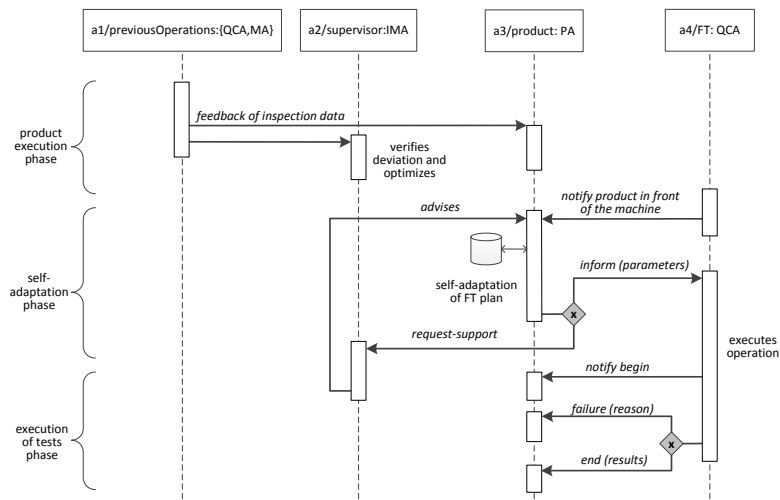 a1/previousOperations:{QCA,MA}
a2/supervisor:IMA
a3/product: PA
a4/FT: QCA
product
execution
phase
feedback of inspection data
verifies
deviation and
optimizes
notify product in front
of the machine
self-
adaptation
phase
advises
self-adaptation
of FT plan
inform (parameters)
x
request-support
executes
operation
execution
of tests
phase
notify begin
failure (reason)
x
end (results)